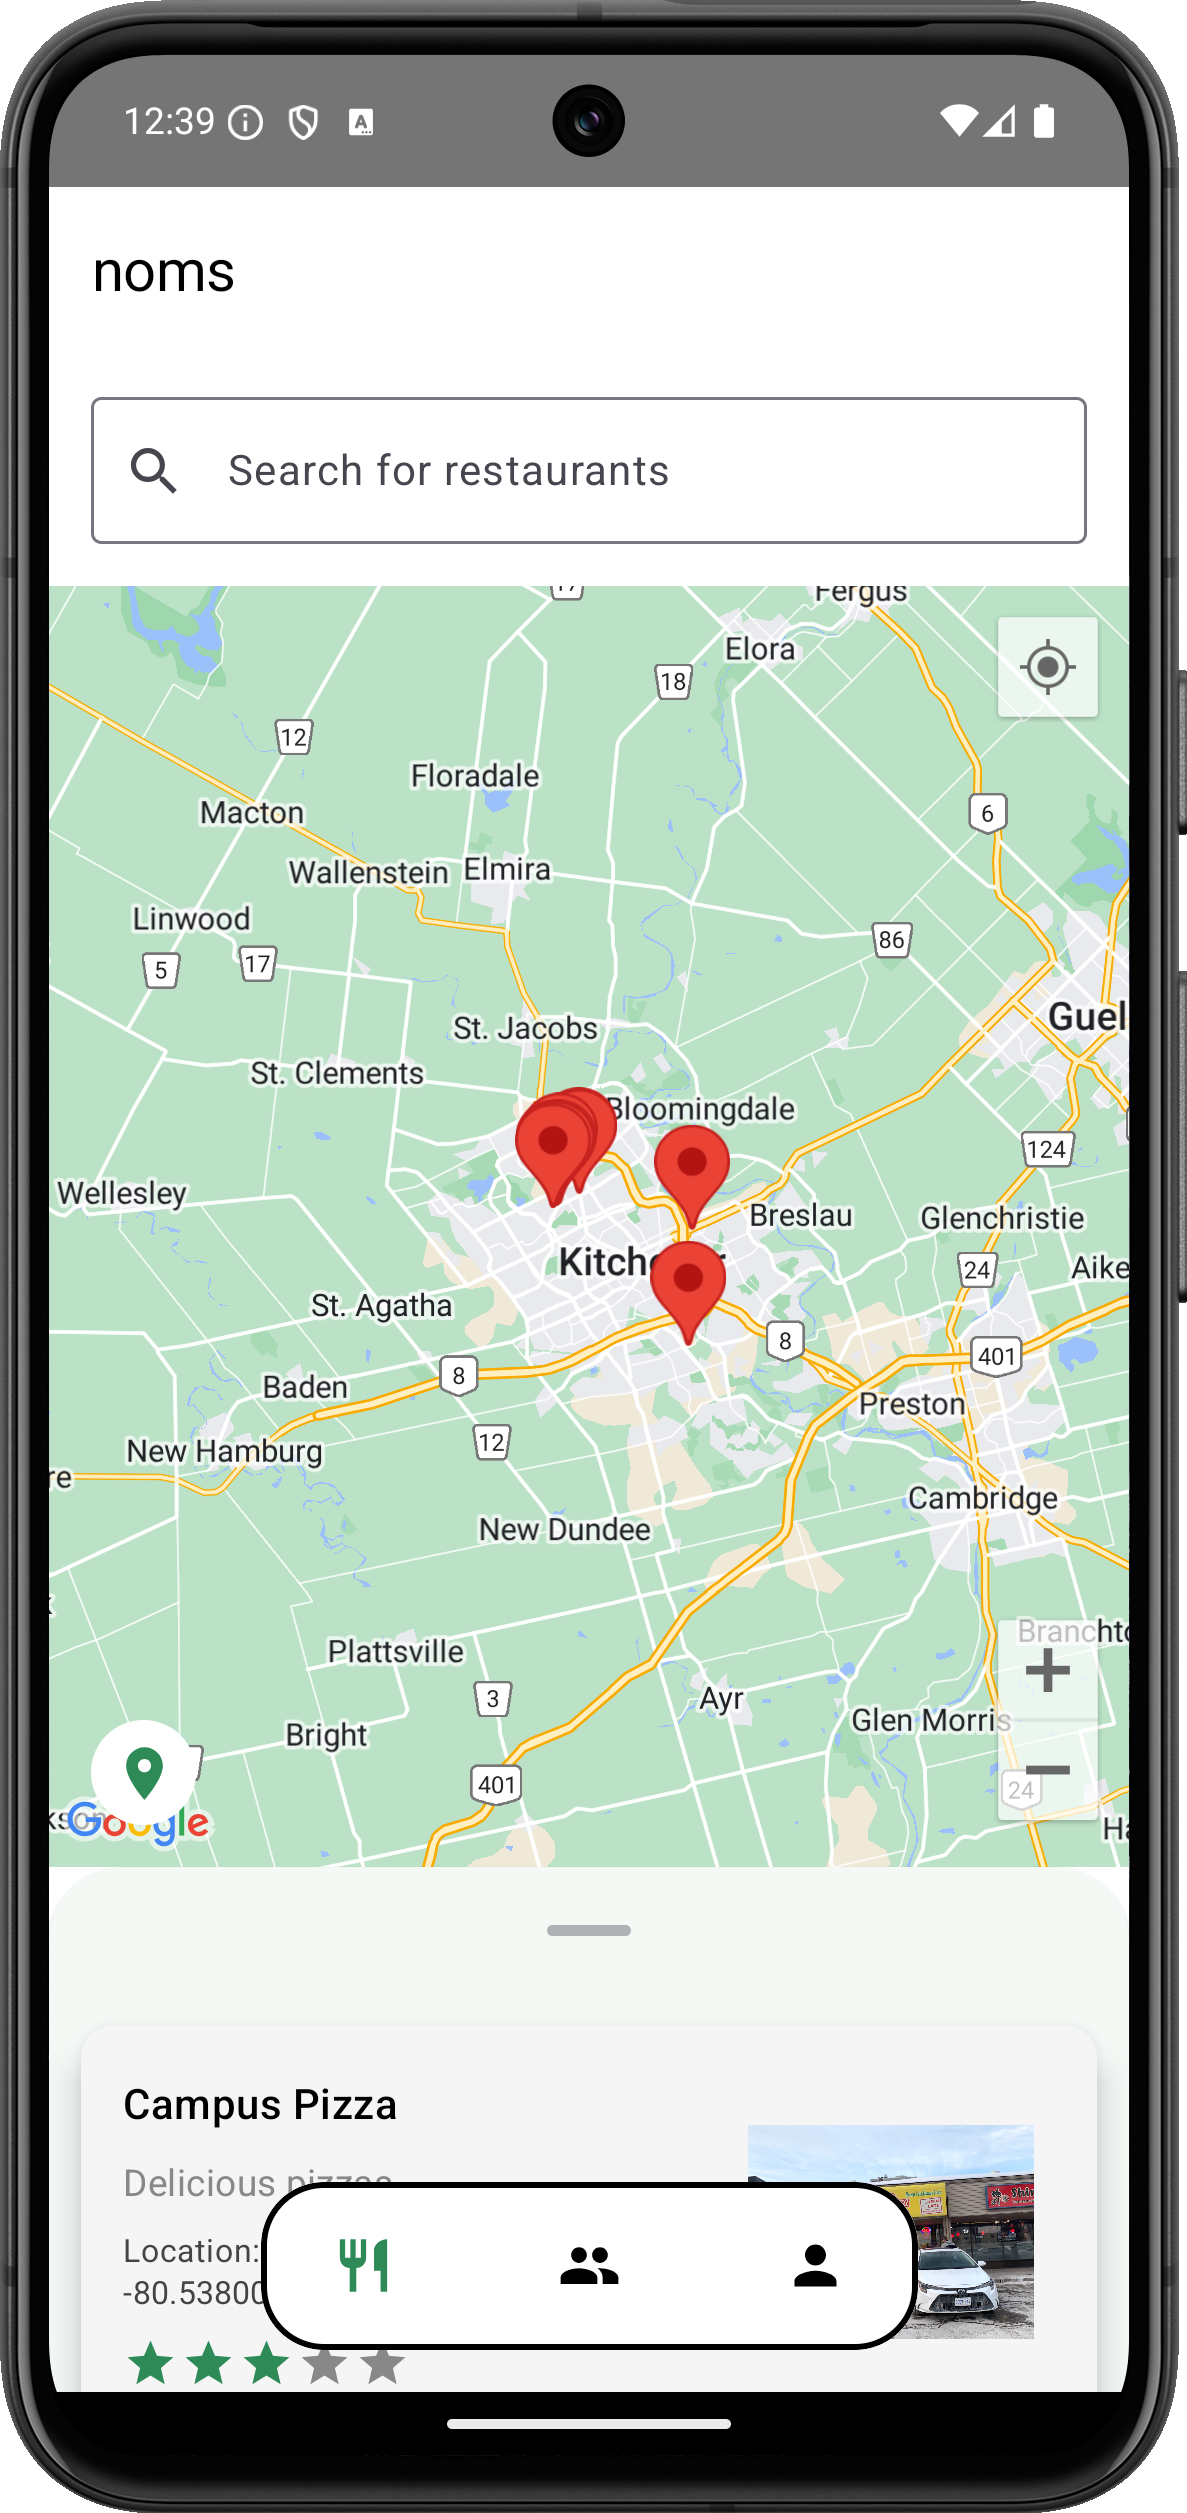 12:39
noms
Search for restaurants
17
Fergus
Elora
18
12
Floradale
6
Macton
Wallenstein
Elmira
Linwood
86
5
17
Guel
St. Jacobs
St. Clements
Bloomingdale
124
Wellesley
Breslau
Glenchristie
Kitche
r
24
Aike
St. Agatha
8
401
8
Baden
Preston
12
New Hamburg
re
Cambridge
New Dundee
Branchto
Plattsville
3
Ayr
Glen Morris
Bright
401
24
kson
Google
Ha
Campus Pizza
Delicious pizzas
Location:
-80.53800